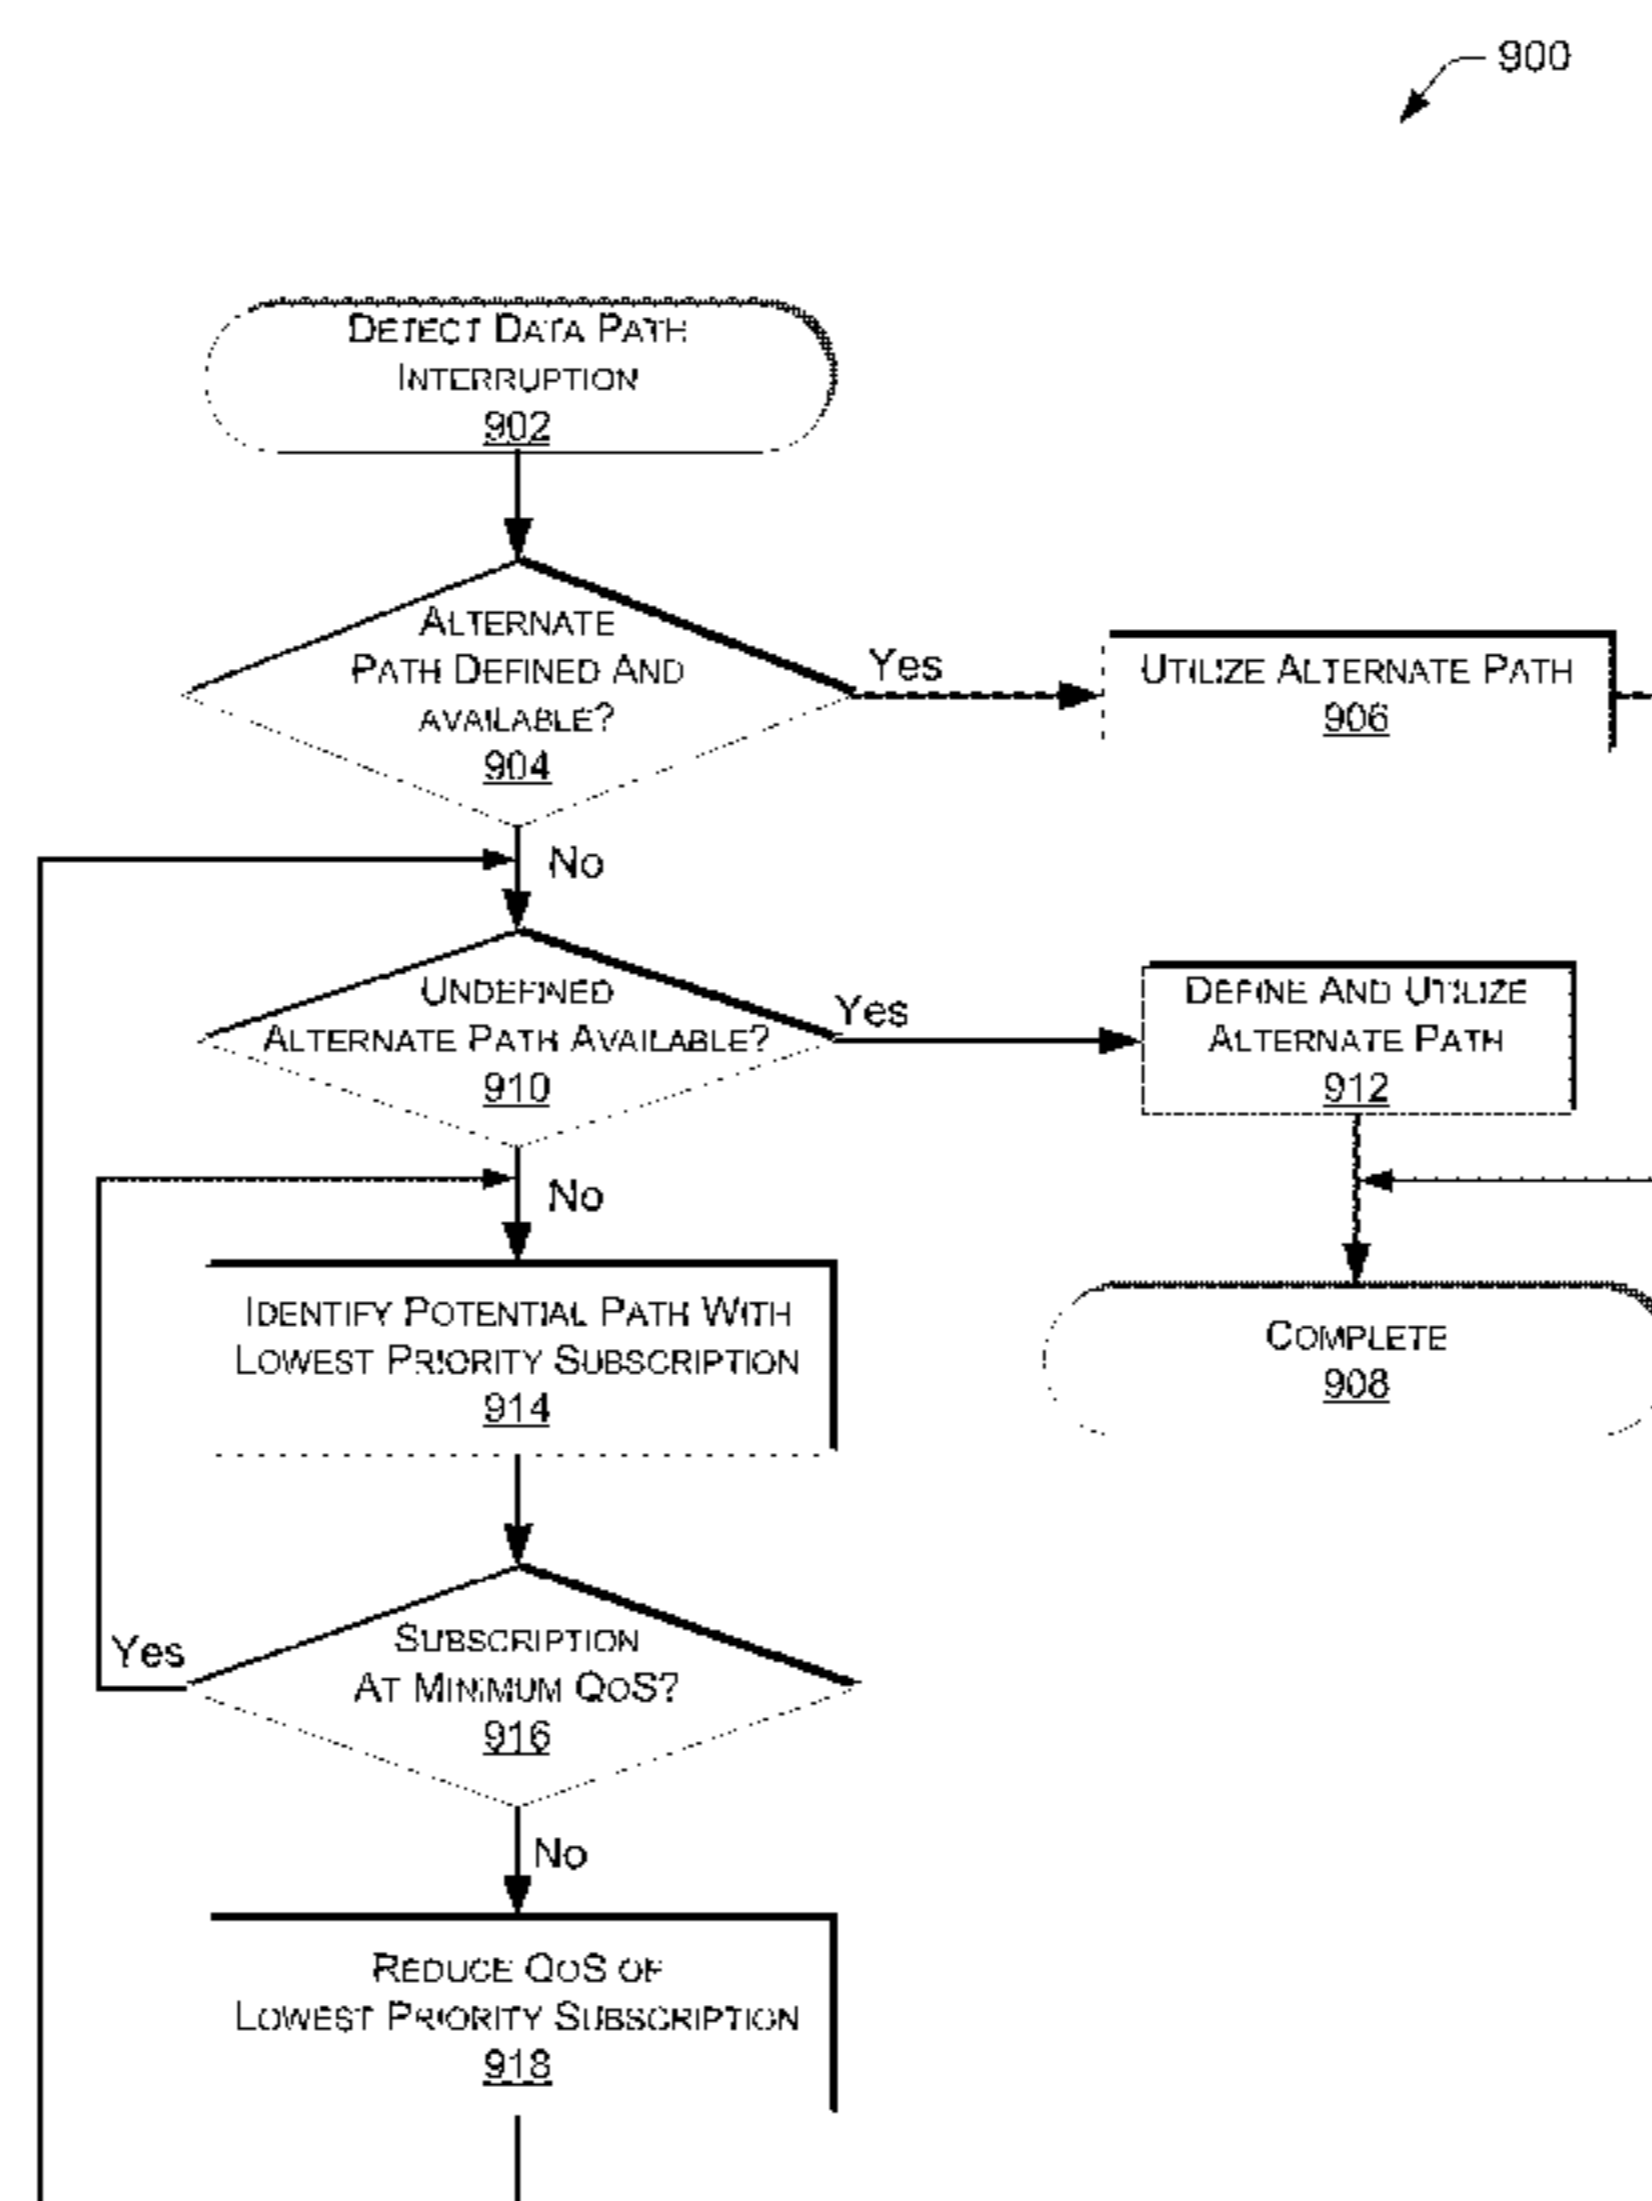 900
DETECT DATA PATH
INTERRUPTION
902
ALTERNATE
PATH DEFINED AND
AVAILABLE?
904
Yes
UTILIZE ALTERNATE PATH
906
No
UNDEFINED
ALTERNATE PATH AVAILABLE?
910
Yes
DEFINE AND UTILIZE
ALTERNATE PATH
912
No
IDENTIFY POTENTIAL PATH WITH
LOWEST PRIORITY SUBSCRIPTION
914
COMPLETE
908
SUBSCRIPTION
AT MINIMUM QOS?
916
Yes
No
REDUCE QOS OF
LOWEST PRIORITY SUBSCRIPTION
918